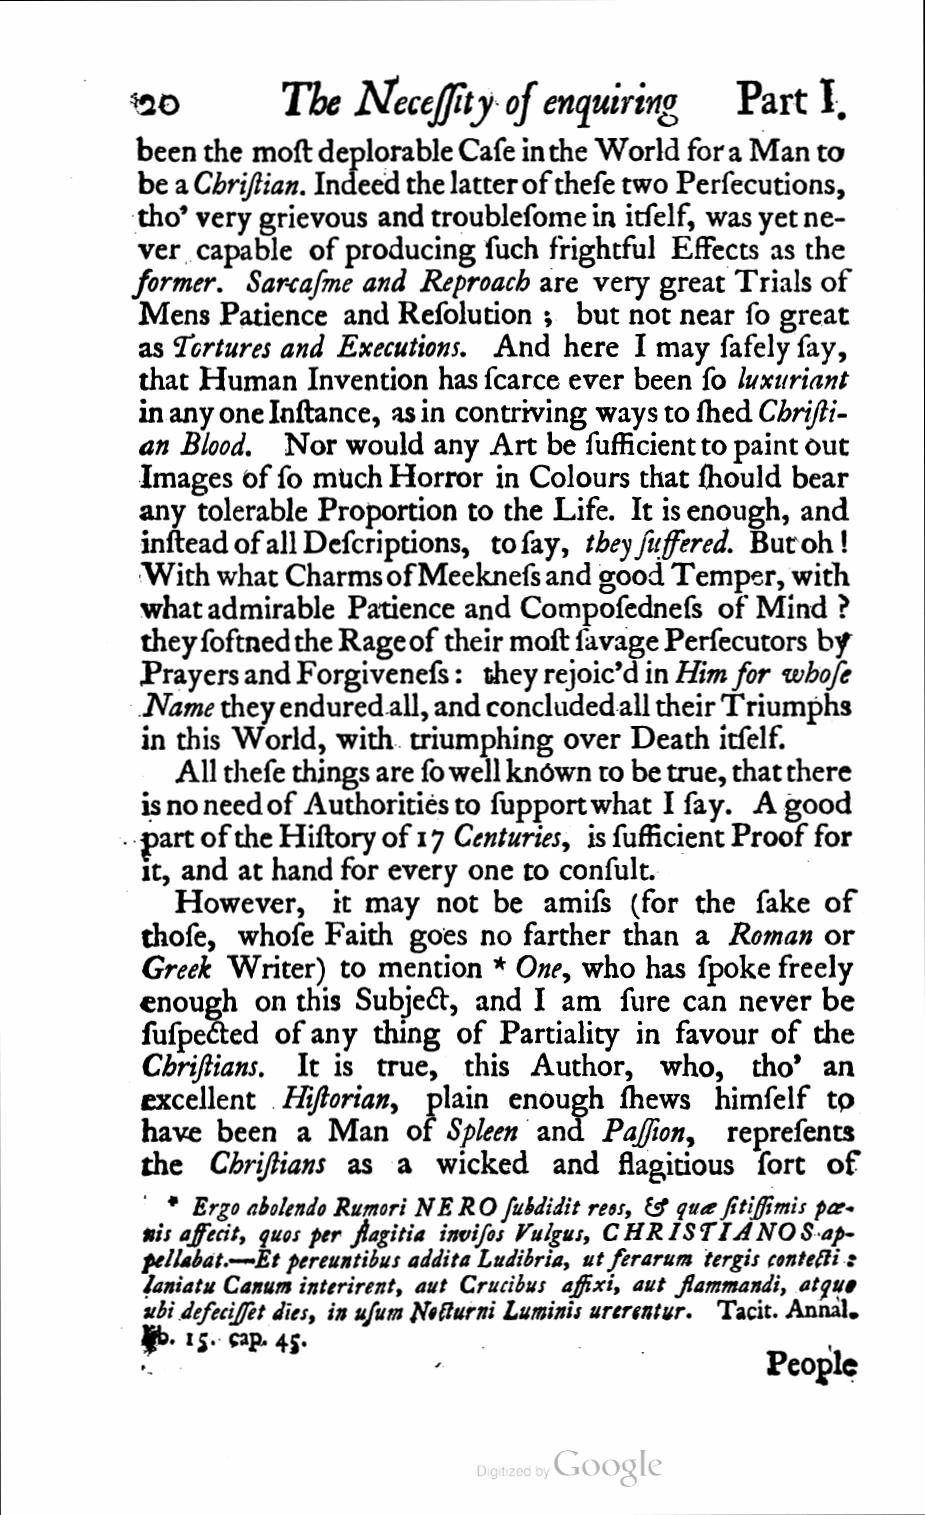 20 The Neceſſity of enquiring Part I.
been the moſt deplorable Caſe in the World for a Man to
be a Chriſtian. Indeed the latter of theſe two Perſecutions,
tho' very grievous and troubleſome in itſelf, was yet ne-
ver capable of producing ſuch frightful Effects as the
former. Sarcaſme and Reproach are very great Trials of
Mens Patience and Reſolution ; but not near ſo great
as Tortures and Executions. And here I may ſafely ſay,
that Human Invention has ſcarce ever been ſo luxuriant
in any one Inſtance, as in contriving ways to ſhed Chriſti-
an Blood. Nor would any Art be ſufficient to paint out
Images of ſo much Horror in Colours that ſhould bear
any tolerable Proportion to the Life. It is enough, and
inſtead of all Deſcriptions, to ſay, they ſuffered. But oh !
With what Charms of Meekneſs and good Temper, with
what admirable Patience and Compoſedneſs of Mind ?
they ſoftned the Rage of their moſt ſavage Perſecutors by
Prayers and Forgiveneſs : they rejoic'd in Him for whoſe
Name they endured all, and concluded all their Triumphs
in this World, with triumphing over Death itſelf.
All theſe things are ſo well known to be true, that there
is no need of Authorities to ſupport what I ſay. A good
part of the Hiſtory of 17 Centuries, is ſufficient Proof for
it, and at hand for every one to conſult.
However, it may not be amiſs (for the ſake of
thoſe, whoſe Faith goes no farther than a Roman or
Greek Writer) to mention * One, who has ſpoke freely
enough on this Subject, and I am ſure can never be
ſuſpected of any thing of Partiality in favour of the
Chriſtians. It is true, this Author, who, tho' an
excellent Hiſtorian, plain enough ſhews himſelf to
have been a Man of Spleen and Paſſion, repreſents
the Chriſtians as a wicked and flagitious ſort of
* Ergo abolendo Rumori NERO ſubdidit reos, & quæ ſitiſſimis pœ-
nis affecit, quos per flagitia inviſos Vulgus, CHRISTIANOS ap-
pellabat.—Et pereuntibus addita Ludibria, ut ferarum tergis contecti :
laniatu Canum interirent, aut Crucibus affixi, aut flammandi, atque
ubi defeciſſet dies, in uſum Nocturni Luminis urerentur. Tacit. Annal.
lib. 15. cap. 45.
People
Digitized by Google